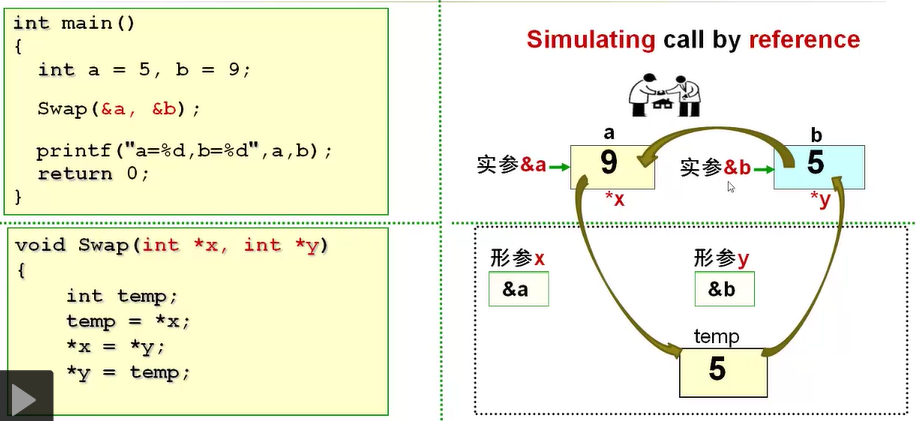 int main()
{
int a = 5, b = 9;
Swap(&a, &b);
printf("a=%d,b=%d",a,b);
return 0;
}
void Swap(int *x, int *y)
{
int temp;
temp = *x;
*x = *y;
*y = temp;
Simulating call by reference
a
b
实参&a
9
实参&b
5
*x
*y
形参x
形参y
&a
&b
temp
5